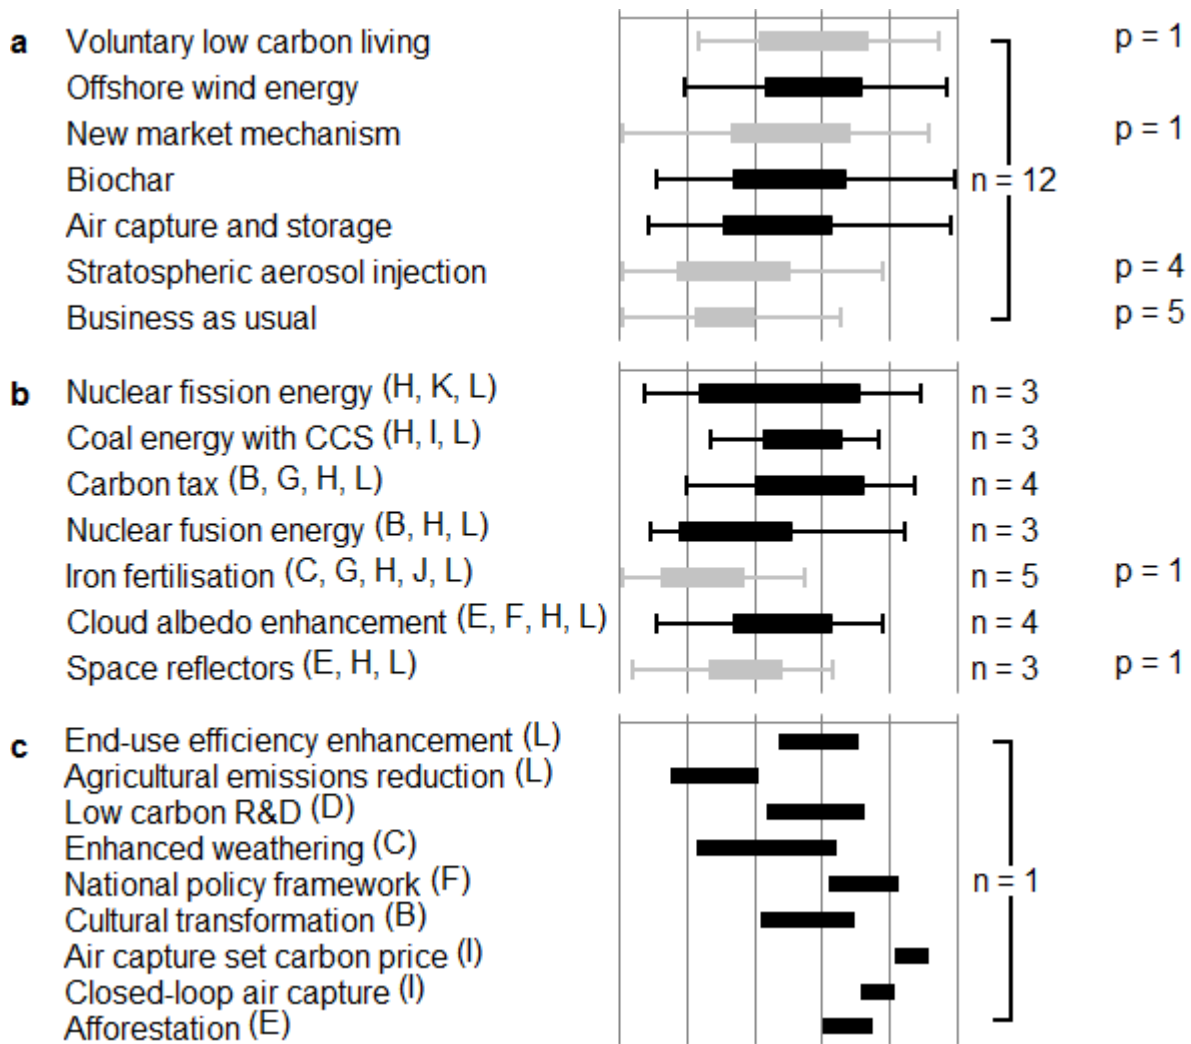 a Voluntary low carbon living p = 1
Offshore wind energy
New market mechanism p = 1
Biochar n = 12
Air capture and storage
Stratospheric aerosol injection p = 4
Business as usual p = 5
b Nuclear fission energy (H, K, L) n = 3
Coal energy with CCS (H, I, L) n = 3
Carbon tax (B, G, H, L) n = 4
Nuclear fusion energy (B, H, L) n = 3
Iron fertilisation (C, G, H, J, L) n = 5 p = 1
Cloud albedo enhancement (E, F, H, L) n = 4
Space reflectors (E, H, L) n = 3 p = 1
c End-use efficiency enhancement (L)
Agricultural emissions reduction (L)
Low carbon R&D (D)
Enhanced weathering (C)
National policy framework (F) n = 1
Cultural transformation (B)
Air capture set carbon price (I)
Closed-loop air capture (I)
Afforestation (E)